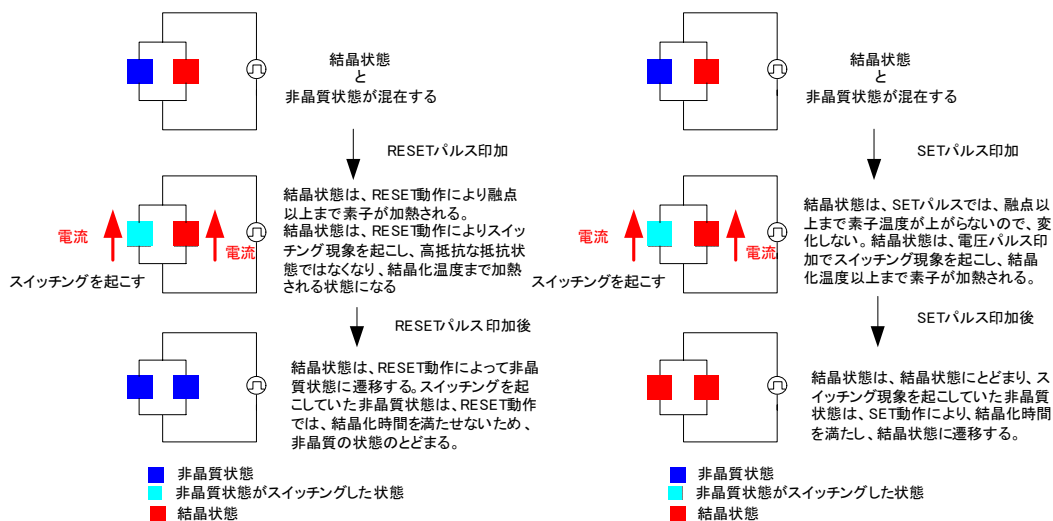 結晶状態
と
非晶質状態が混在する
RESETパルス印加
結晶状態は、RESET動作により融点
以上まで素子が加熱される。
結晶状態は、RESET動作によりスイッ
チング現象を起こし、高抵抗な抵抗状
態ではなくなり、結晶化温度まで加熱
される状態になる
電流
電流
スイッチングを起こす
RESETパルス印加後
結晶状態は、RESET動作によって非晶
質状態に遷移する。スイッチングを起
こしていた非晶質状態は、RESET動作
では、結晶化時間を満たせないため、
非晶質の状態のとどまる。
非晶質状態
非晶質状態がスイッチングした状態
結晶状態
結晶状態
と
非晶質状態が混在する
SETパルス印加
結晶状態は、SETパルスでは、融点以
上まで素子温度が上がらないので、変
化しない。結晶状態は、電圧パルス印
加でスイッチング現象を起こし、結晶
化温度以上まで素子が加熱される。
電流
電流
スイッチングを起こす
SETパルス印加後
結晶状態は、結晶状態にとどまり、ス
イッチング現象を起こしていた非晶質
状態は、SET動作により、結晶化時間
を満たし、結晶状態に遷移する。
非晶質状態
非晶質状態がスイッチングした状態
結晶状態